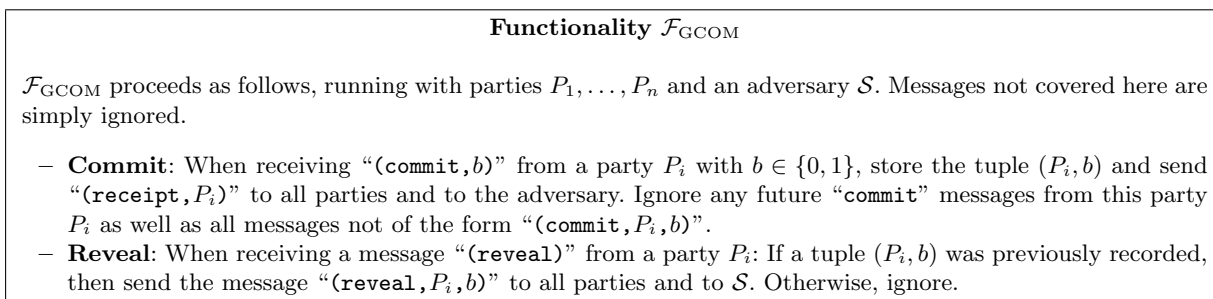 Functionality 𝓕GCOM
𝓕GCOM proceeds as follows, running with parties P1, . . . , Pn and an adversary 𝒮. Messages not covered here are
simply ignored.
– Commit: When receiving “(commit,b)” from a party Pi with b ∈ {0, 1}, store the tuple (Pi, b) and send
“(receipt,Pi)” to all parties and to the adversary. Ignore any future “commit” messages from this party
Pi as well as all messages not of the form “(commit,Pi,b)”.
– Reveal: When receiving a message “(reveal)” from a party Pi: If a tuple (Pi, b) was previously recorded,
then send the message “(reveal,Pi,b)” to all parties and to 𝒮. Otherwise, ignore.